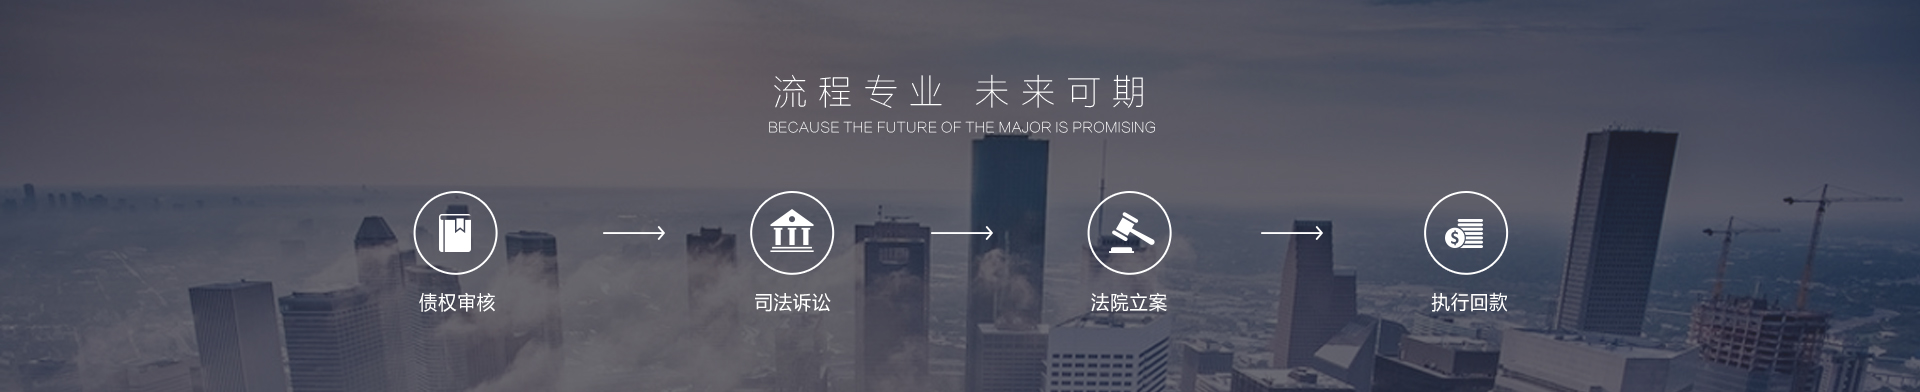 流程专业 未来可期
BECAUSE THE FUTURE OF THE MAJOR IS PROMISING
债权审核
司法诉讼
法院立案
执行回款